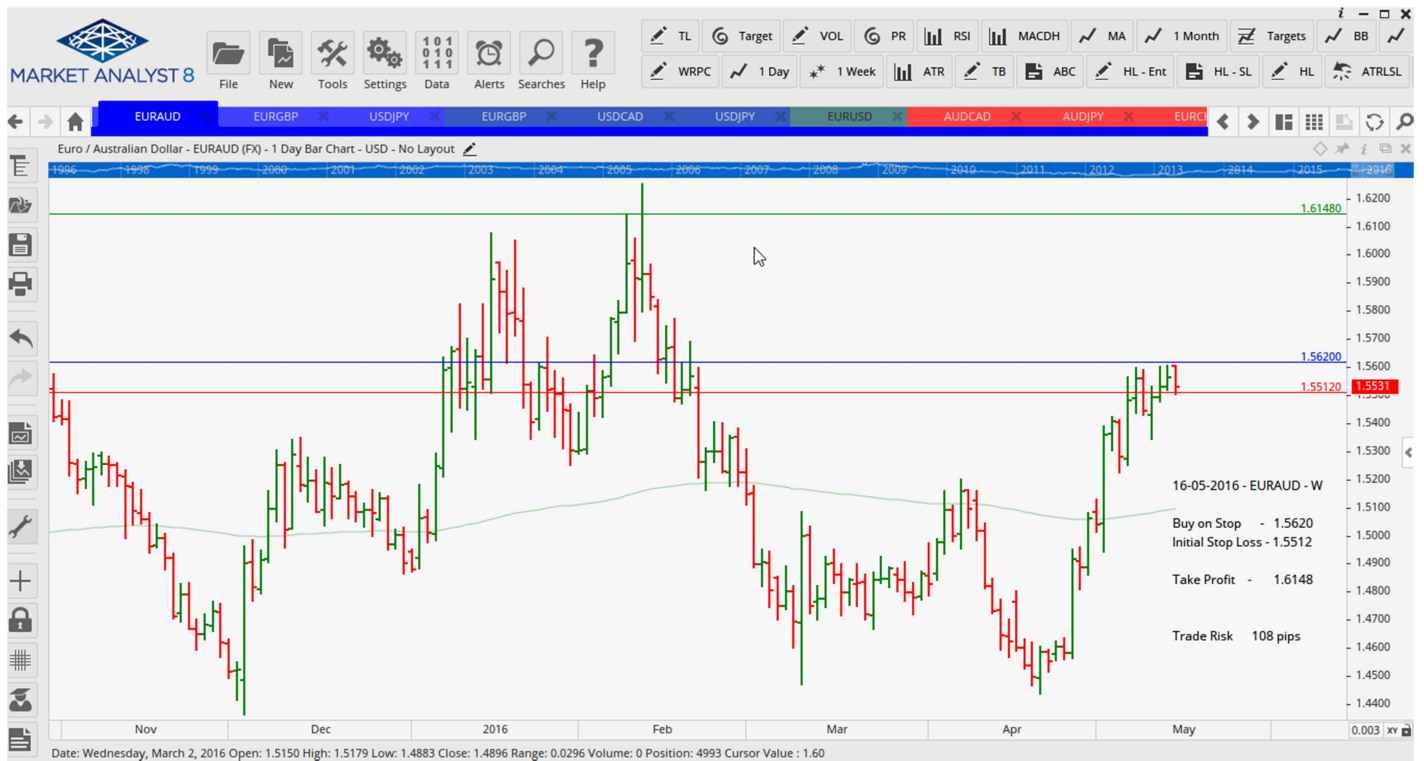 MARKET ANALYST 8
File New Tools Settings Data Alerts Searches Help
TL Target VOL PR RSI MACDH MA 1 Month Targets BB
WRPC 1 Day 1 Week ATR TB ABC HL - Ent HL - SL HL ATRLSL
EURAUD EURGBP USDJPY EURGBP USDCAD USDJPY EURUSD AUDCAD AUDJPY
Euro / Australian Dollar - EURAUD (FX) - 1 Day Bar Chart - USD - No Layout
1996 1998 1999 2000 2001 2002 2003 2004 2005 2006 2007 2008 2009 2010 2011 2012 2013 2014 2015 2016
1.6200
1.61480
1.6100
1.6000
1.5900
1.5800
1.5700
1.56200
1.5600
1.55120 1.5531
1.5400
1.5300
1.5200
16-05-2016 - EURAUD - W
1.5100
Buy on Stop - 1.5620
1.5000
Initial Stop Loss - 1.5512
1.4900
Take Profit - 1.6148
1.4800
1.4700
Trade Risk 108 pips
1.4600
1.4500
1.4400
Nov Dec 2016 Feb Mar Apr May 0.003 XY
Date: Wednesday, March 2, 2016 Open: 1.5150 High: 1.5179 Low: 1.4883 Close: 1.4896 Range: 0.0296 Volume: 0 Position: 4993 Cursor Value : 1.60